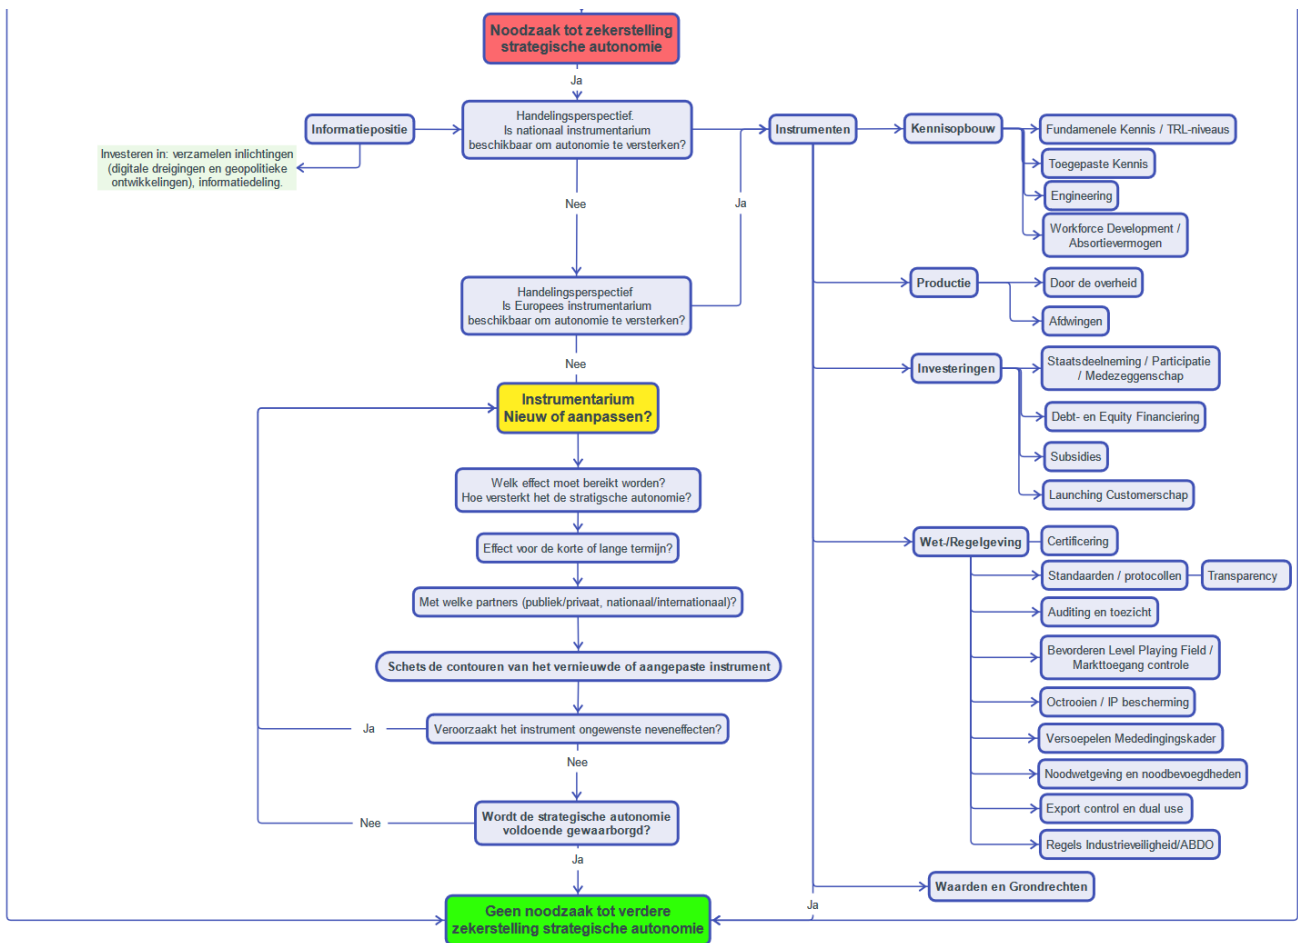 Noodzaak tot zekerstelling
strategische autonomie
Ja
Informatiepositie
Handelingsperspectief.
Is nationaal instrumentarium
beschikbaar om autonomie te versterken?
Investeren in: verzamelen inlichtingen
(digitale dreigingen en geopolitieke
ontwikkelingen), informatiedeling.
Nee
Ja
Handelingsperspectief
Is Europees instrumentarium
beschikbaar om autonomie te versterken?
Nee
Instrumentarium
Nieuw of aanpassen?
Welk effect moet bereikt worden?
Hoe versterkt het de stratigsche autonomie?
Effect voor de korte of lange termijn?
Met welke partners (publiek/privaat, nationaal/internationaal)?
Schets de contouren van het vernieuwde of aangepaste instrument
Ja
Veroorzaakt het instrument ongewenste neveneffecten?
Nee
Nee
Wordt de strategische autonomie
voldoende gewaarborgd?
Ja
Geen noodzaak tot verdere
zekerstelling strategische autonomie
Instrumenten
Kennisopbouw
Fundamenele Kennis / TRL-niveaus
Toegepaste Kennis
Engineering
Workforce Development /
Absortievermogen
Productie
Door de overheid
Afdwingen
Investeringen
Staatsdeelneming / Participatie
/ Medezeggenschap
Debt- en Equity Financiering
Subsidies
Launching Customerschap
Wet-/Regelgeving
Certificering
Standaarden / protocollen
Transparency
Auditing en toezicht
Bevorderen Level Playing Field /
Markttoegang controle
Octrooien / IP bescherming
Versoepelen Mededingingskader
Noodwetgeving en noodbevoegdheden
Export control en dual use
Regels Industrieveiligheid/ABDO
Waarden en Grondrechten
Ja